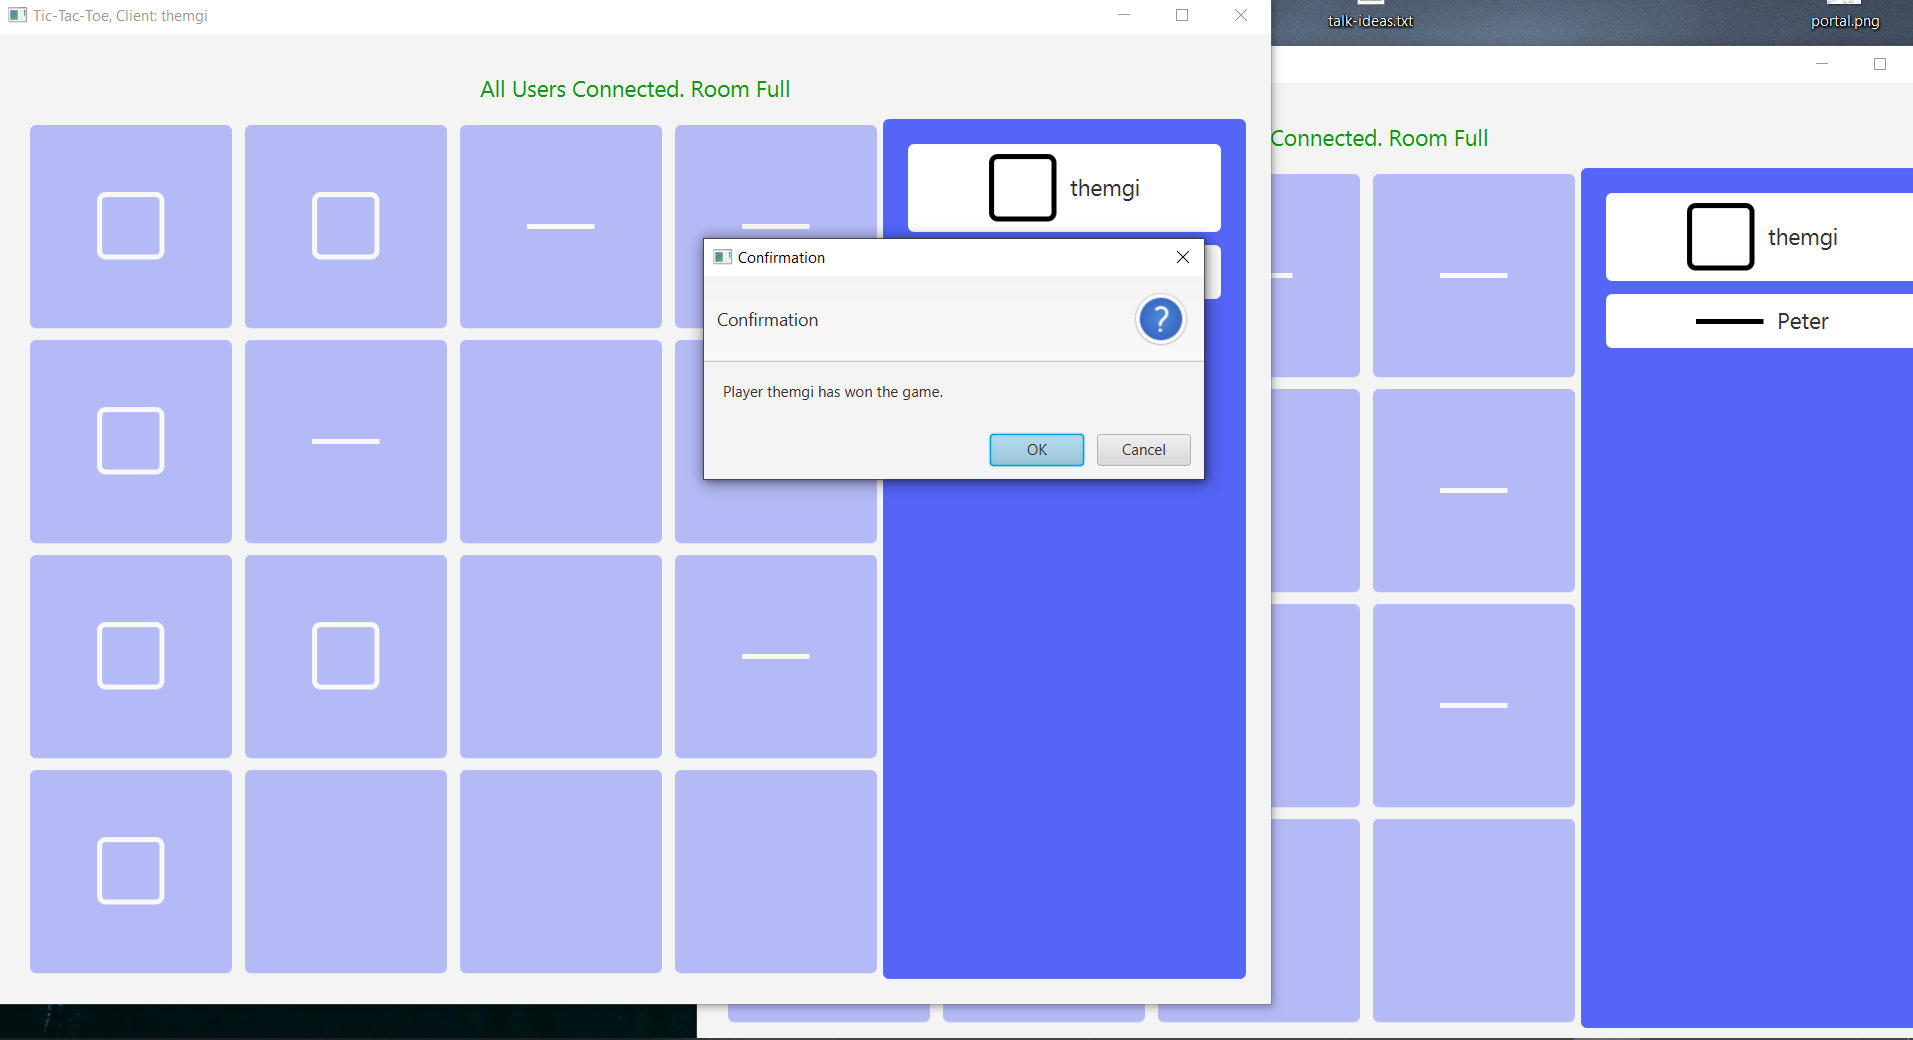 Tic-Tac-Toe, Client: themgi
talk-ideas.txt
portal.png
All Users Connected. Room Full
Connected. Room Full
themgi
themgi
Peter
Confirmation
Confirmation
?
Player themgi has won the game.
OK
Cancel